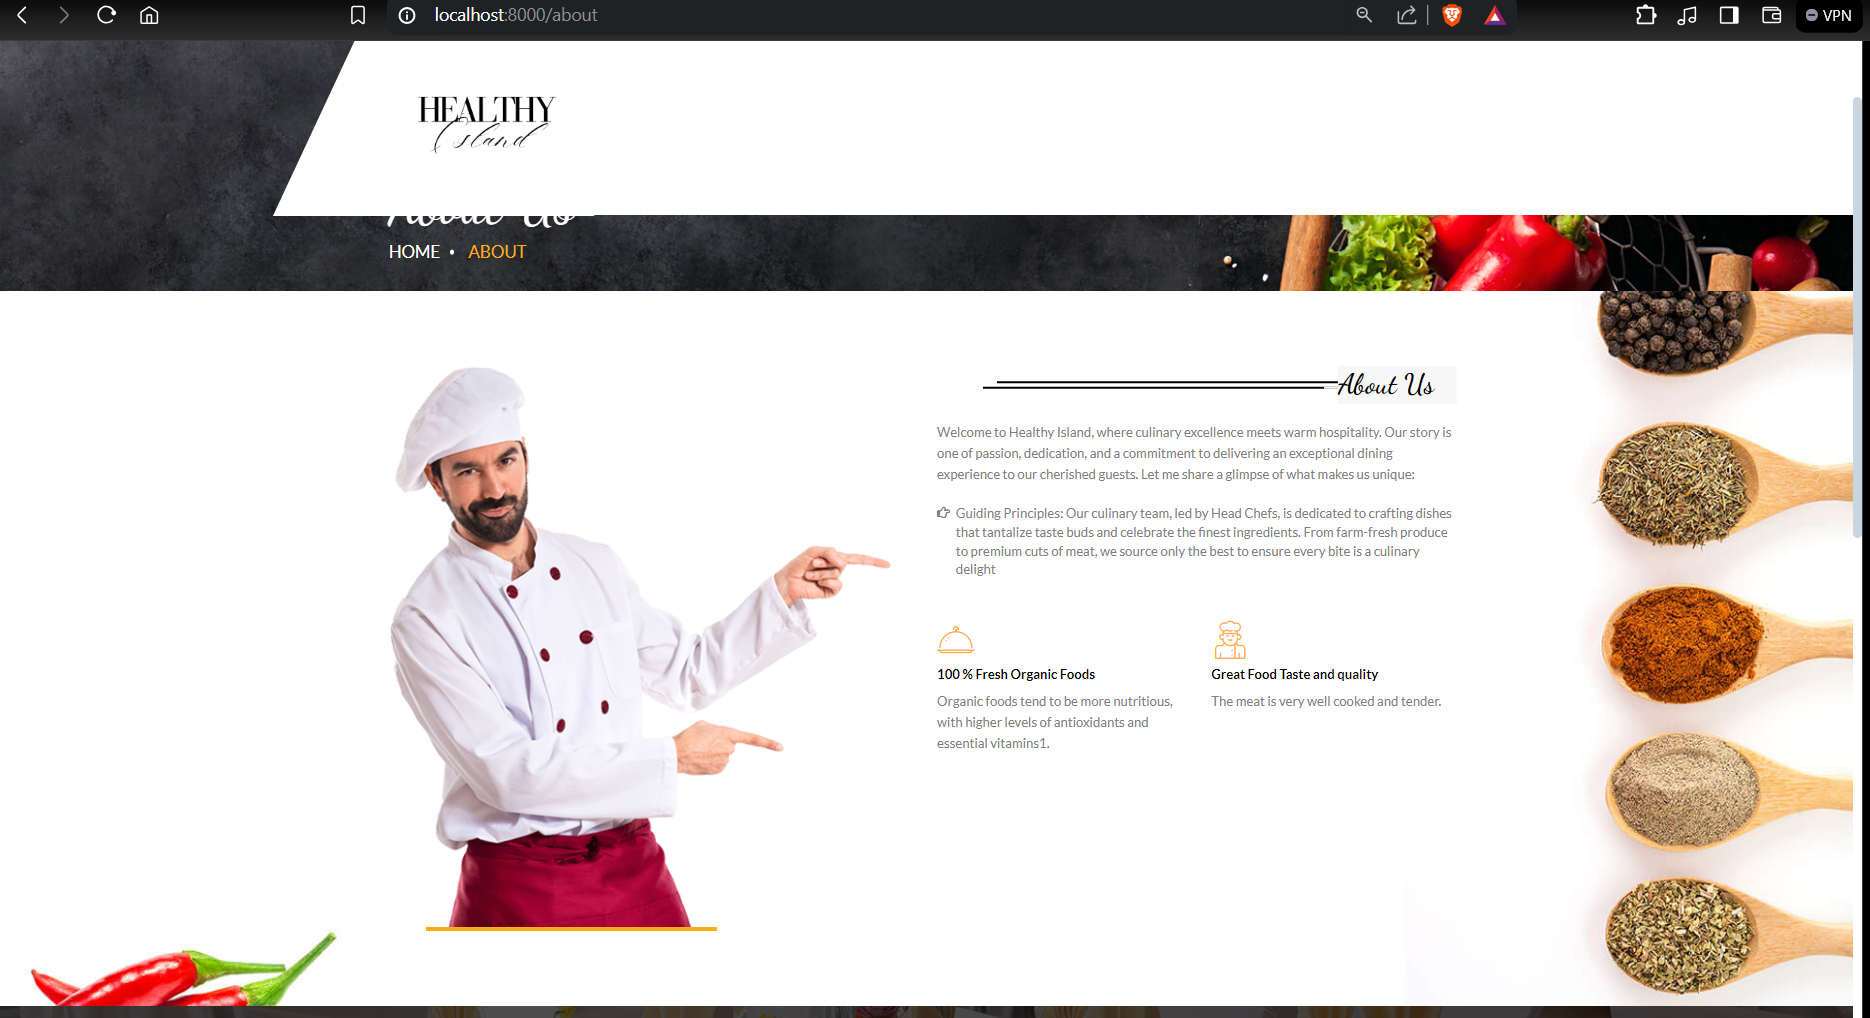 localhost:8000/about
VPN
HEALTHY
Island
About Us
HOME • ABOUT
About Us
Welcome to Healthy Island, where culinary excellence meets warm hospitality. Our story is
one of passion, dedication, and a commitment to delivering an exceptional dining
experience to our cherished guests. Let me share a glimpse of what makes us unique:
Guiding Principles: Our culinary team, led by Head Chefs, is dedicated to crafting dishes
that tantalize taste buds and celebrate the finest ingredients. From farm-fresh produce
to premium cuts of meat, we source only the best to ensure every bite is a culinary
delight
100 % Fresh Organic Foods
Organic foods tend to be more nutritious,
with higher levels of antioxidants and
essential vitamins1.
Great Food Taste and quality
The meat is very well cooked and tender.